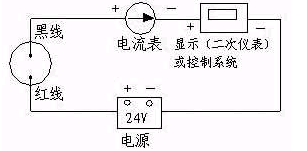 + − + −
黑线
电流表
显示（二次仪表）
或控制系统
红线
+ −
24V
电源